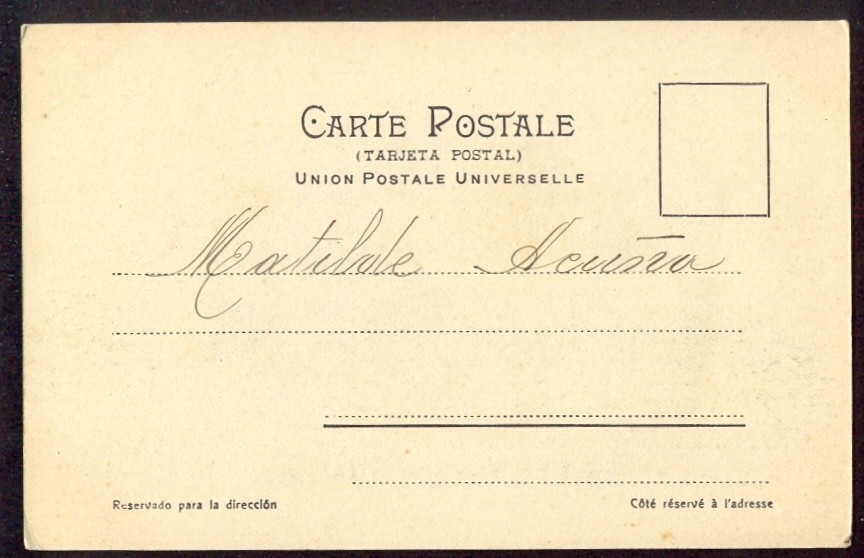 CARTE POSTALE
(TARJETA POSTAL)
UNION POSTALE UNIVERSELLE
Matilde Acuña
Reservado para la dirección
Côté réservé à l'adresse